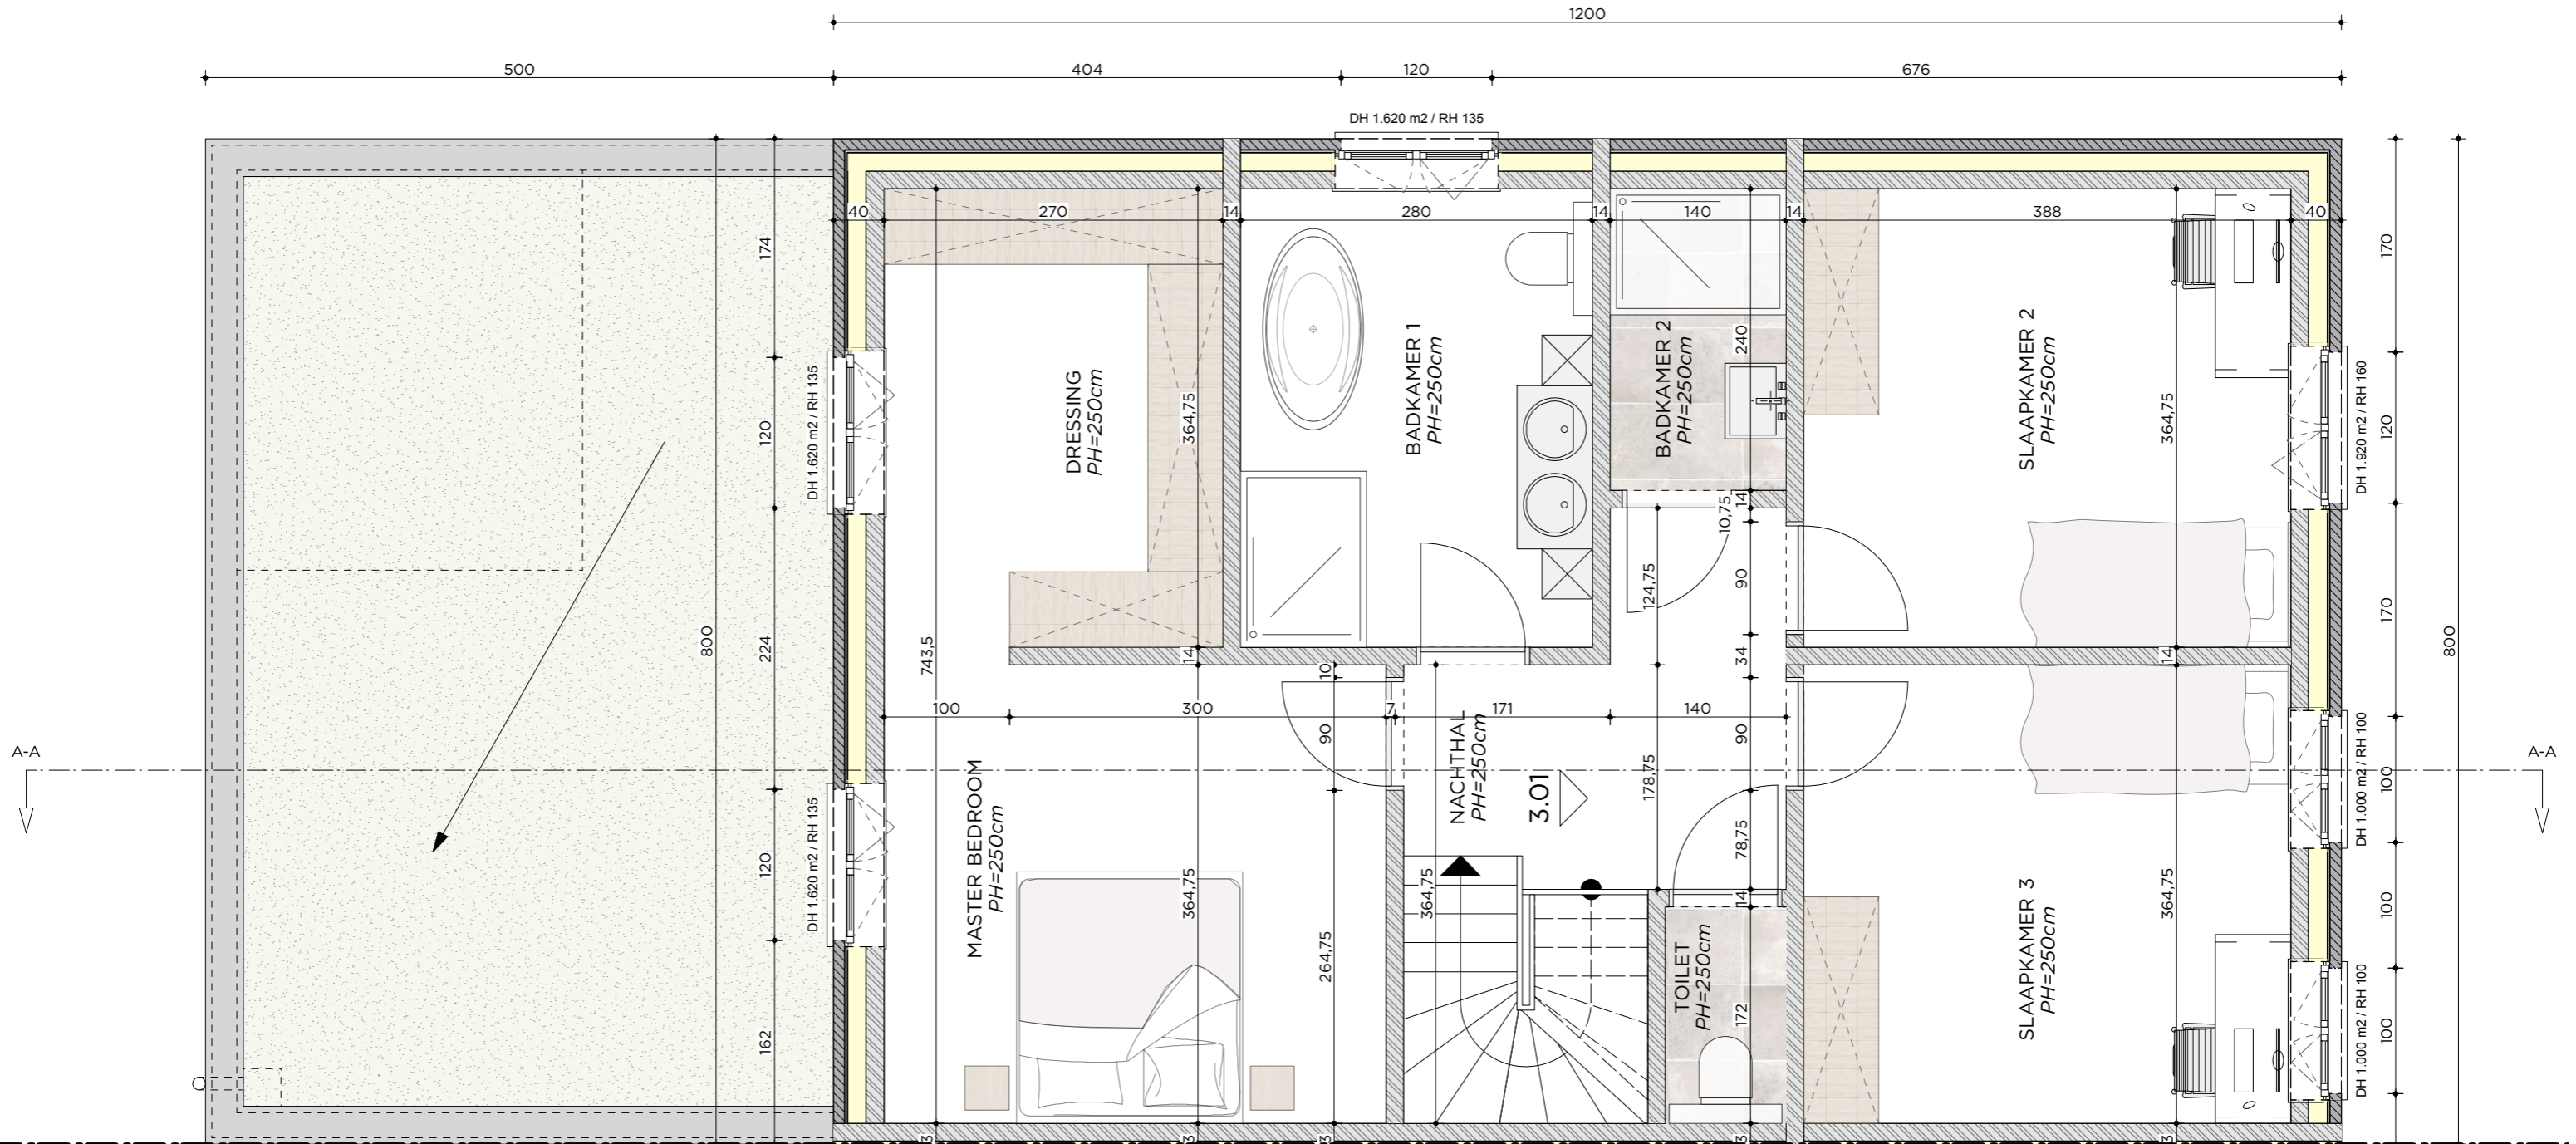 1200
500
404
120
676
DH 1.620 m2 / RH 135
40
270
14
280
14
140
14
388
40
174
120
224
120
162
800
DH 1.620 m2 / RH 135
DH 1.620 m2 / RH 135
743,5
364,75
14
DRESSING
PH=250cm
BADKAMER 1
PH=250cm
BADKAMER 2
PH=250cm
240
14
10,75
124,75
90
34
SLAAPKAMER 2
PH=250cm
364,75
14
DH 1.920 m2 / RH 160
170
120
170
800
100
300
7
171
140
10
90
MASTER BEDROOM
PH=250cm
364,75
264,75
NACHTHAL
PH=250cm
3.01
364,75
178,75
90
78,75
14
TOILET
PH=250cm
172
SLAAPKAMER 3
PH=250cm
364,75
DH 1.000 m2 / RH 100
DH 1.000 m2 / RH 100
100
100
100
A-A
A-A